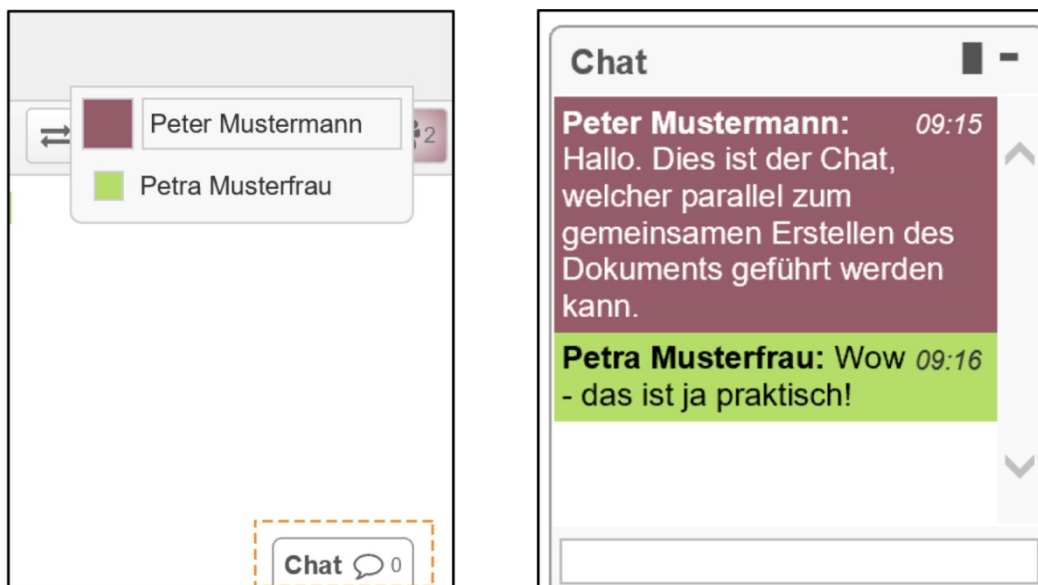 Peter Mustermann
2
Petra Musterfrau
Chat 0
Chat
Peter Mustermann: 09:15
Hallo. Dies ist der Chat,
welcher parallel zum
gemeinsamen Erstellen des
Dokuments geführt werden
kann.
Petra Musterfrau: Wow 09:16
- das ist ja praktisch!